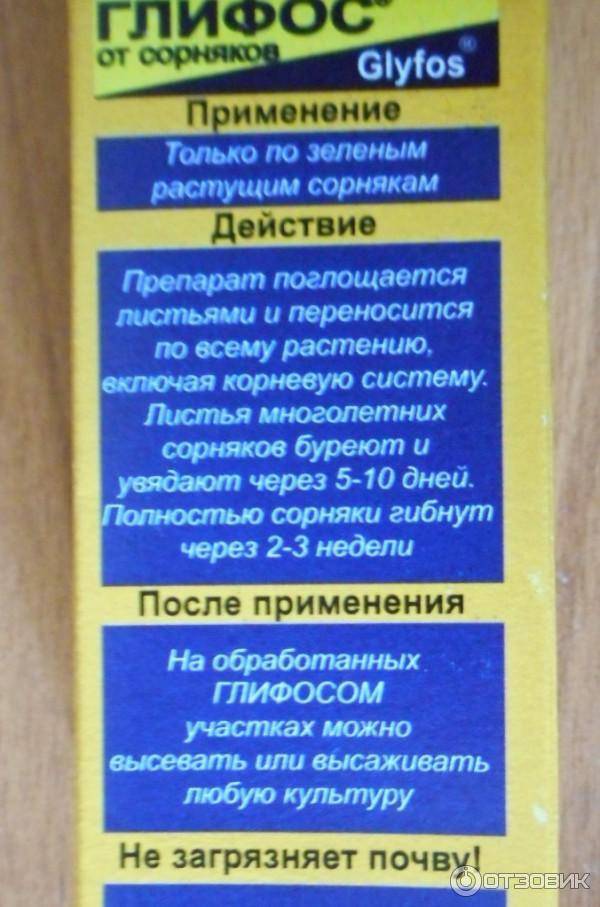 ГЛИФОС®
от сорняков
Glyfos®
Применение
Только по зеленым
растущим сорнякам
Действие
Препарат поглощается
листьями и переносится
по всему растению,
включая корневую систему.
Листья многолетних
сорняков буреют и
увядают через 5-10 дней.
Полностью сорняки гибнут
через 2-3 недели
После применения
На обработанных
ГЛИФОСОМ
участках можно
высевать или высаживать
любую культуру
Не загрязняет почву!
ОТЗОВИК